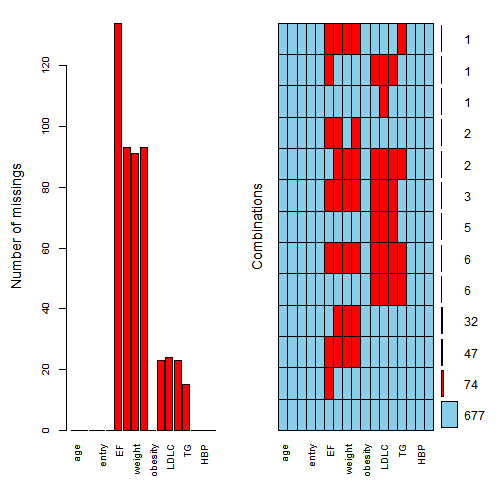 Number of missings
0
20
40
60
80
100
120
age
entry
EF
weight
obesity
LDLC
TG
HBP
Combinations
age
entry
EF
weight
obesity
LDLC
TG
HBP
1
1
1
2
2
3
5
6
6
32
47
74
677